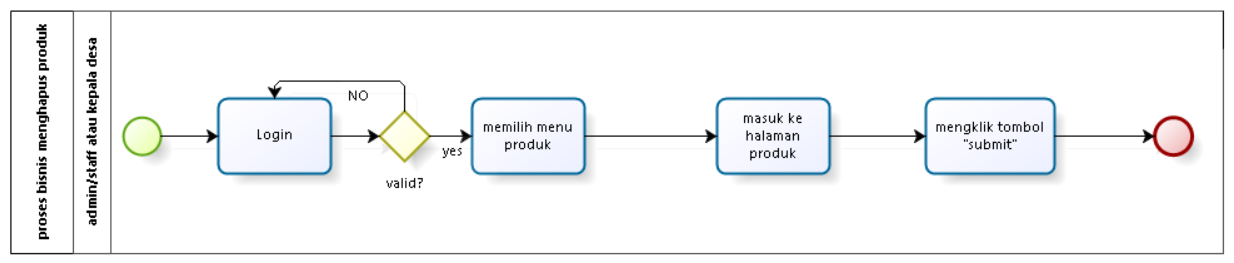 proses bisnis menghapus produk
admin/staff atau kepala desa
Login
NO
valid?
yes
memilih menu
produk
masuk ke
halaman
produk
mengklik tombol
"submit"